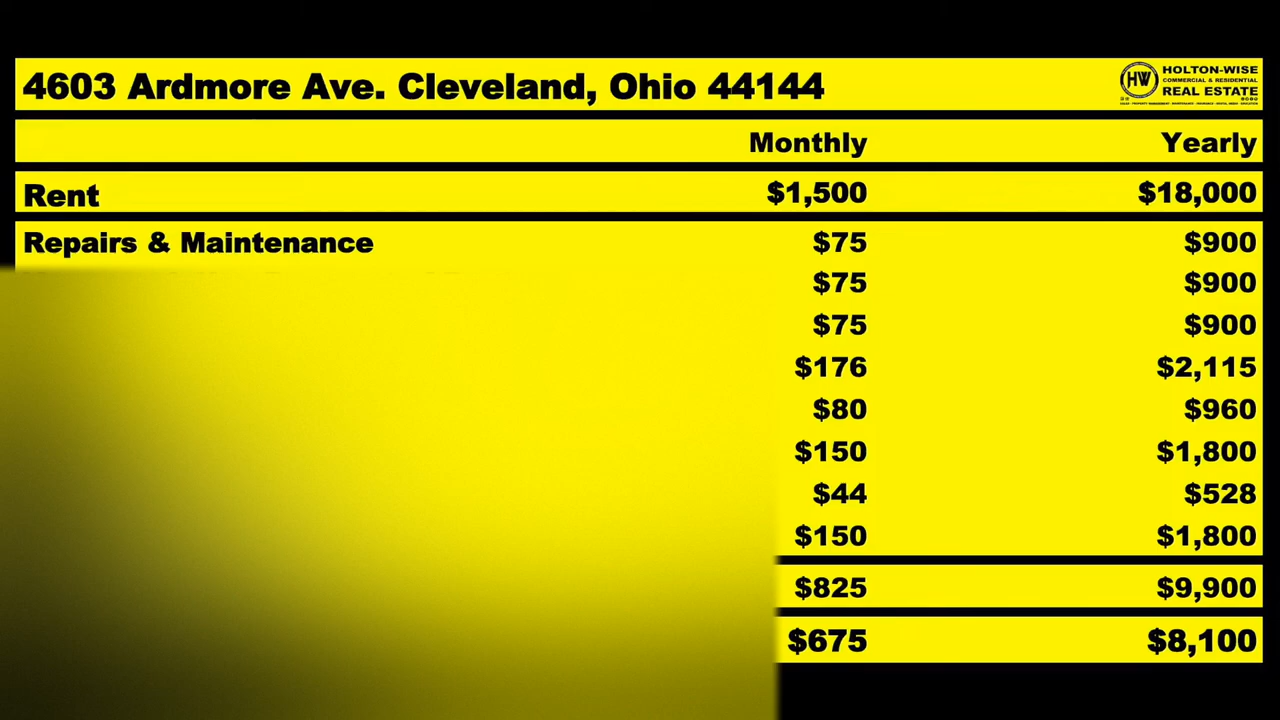 4603 Ardmore Ave. Cleveland, Ohio 44144
HW
HOLTON-WISE
COMMERCIAL & RESIDENTIAL
REAL ESTATE
Monthly Yearly
Rent $1,500 $18,000
Repairs & Maintenance $75 $900
$75 $900
$75 $900
$176 $2,115
$80 $960
$150 $1,800
$44 $528
$150 $1,800
$825 $9,900
$675 $8,100